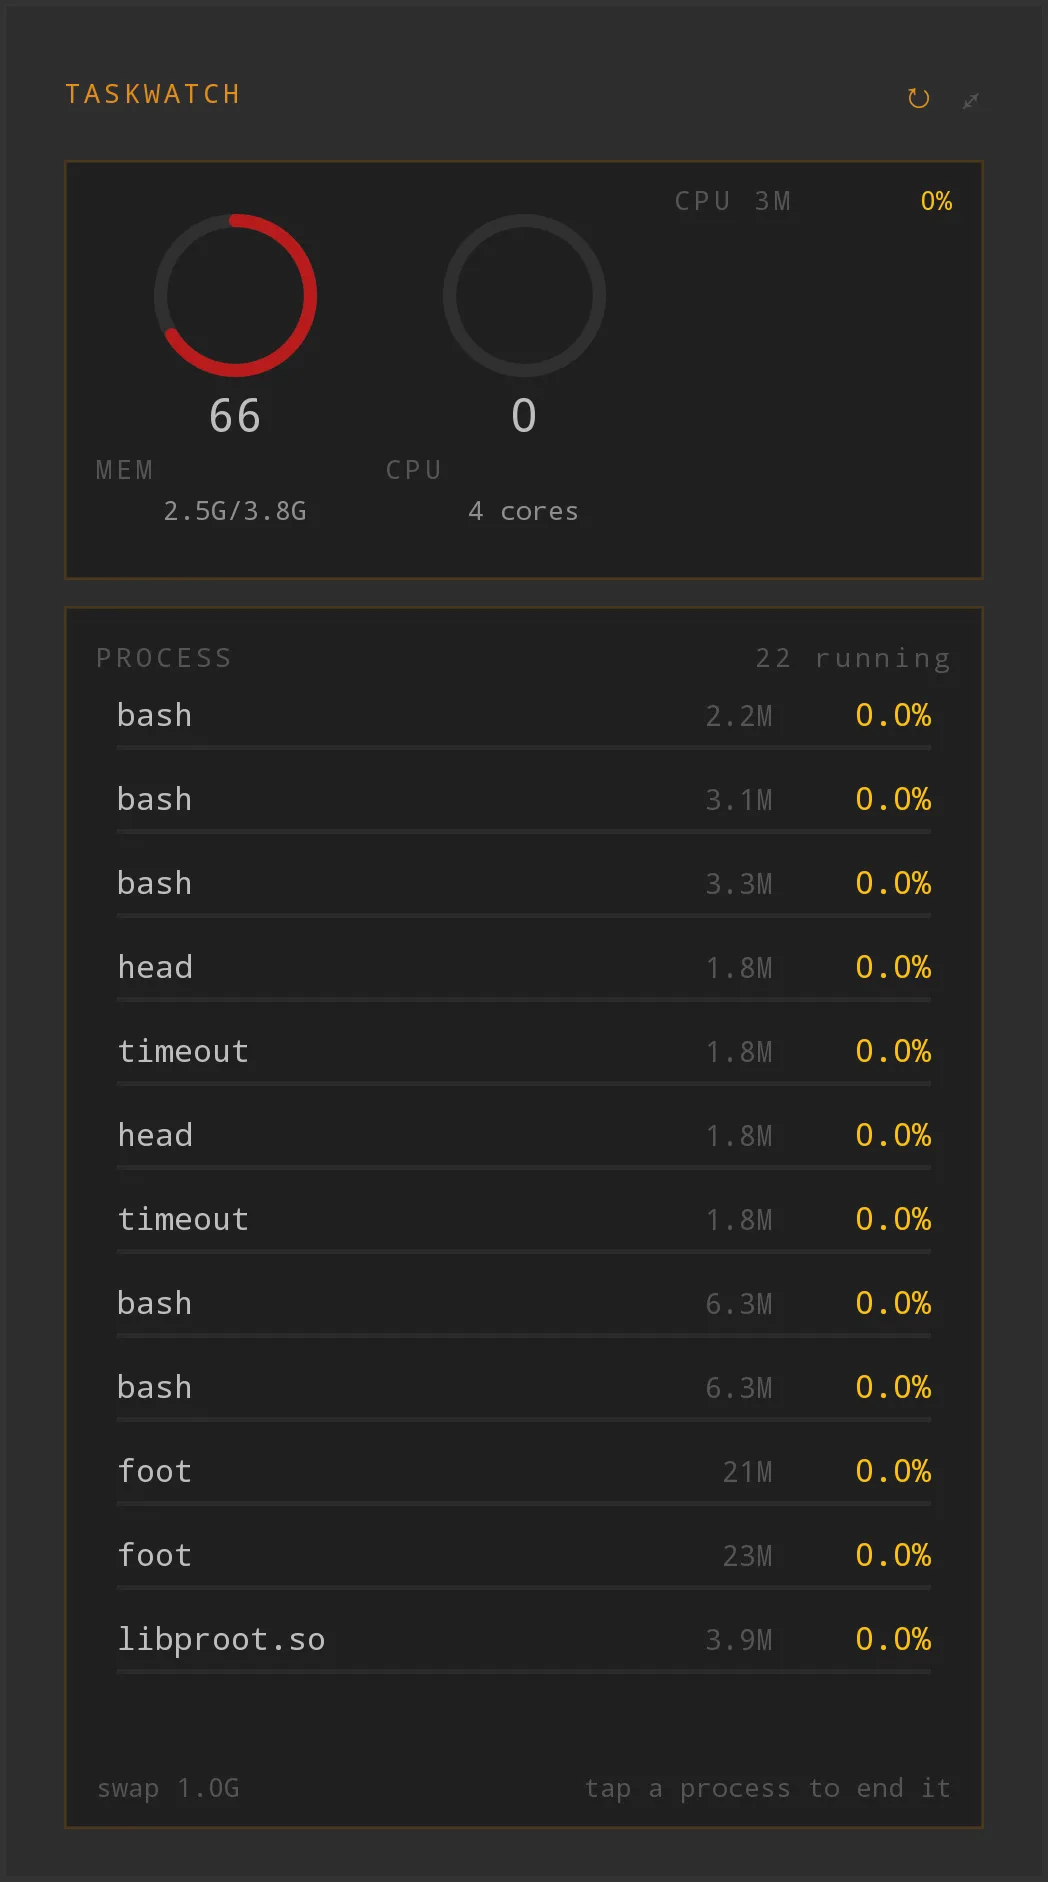 TASKWATCH
CPU 3M 0%
66 0
MEM CPU
2.5G/3.8G 4 cores
PROCESS 22 running
bash 2.2M 0.0%
bash 3.1M 0.0%
bash 3.3M 0.0%
head 1.8M 0.0%
timeout 1.8M 0.0%
head 1.8M 0.0%
timeout 1.8M 0.0%
bash 6.3M 0.0%
bash 6.3M 0.0%
foot 21M 0.0%
foot 23M 0.0%
libproot.so 3.9M 0.0%
swap 1.0G tap a process to end it